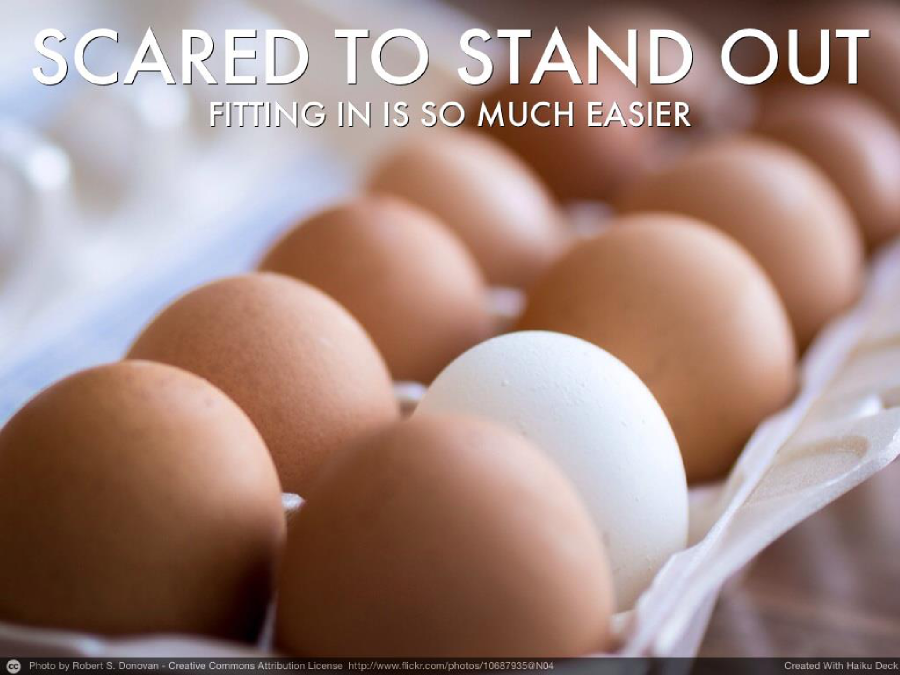 SCARED TO STAND OUT
FITTING IN IS SO MUCH EASIER
cc Photo by Robert S. Donovan - Creative Commons Attribution License http://www.flickr.com/photos/10687935@N04
Created With Haiku Deck